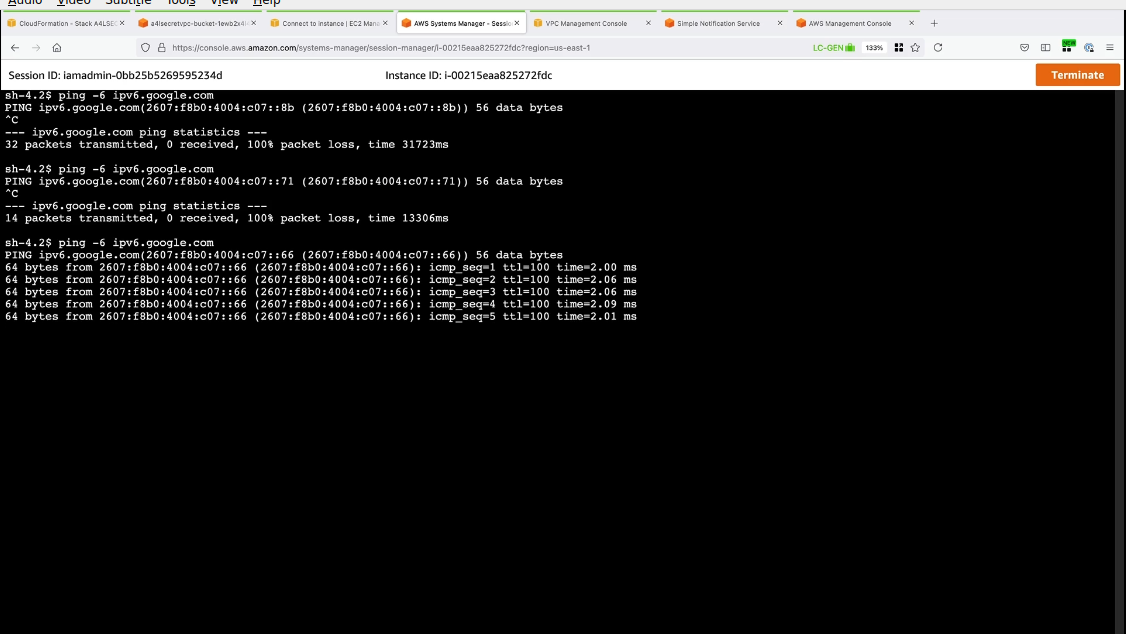 Audio Video Subtitle Tools View Help
CloudFormation - Stack A4LSEC
a4lsecretvpc-bucket-1ewb2x4
Connect to instance | EC2 Mana
AWS Systems Manager - Sessio
VPC Management Console
Simple Notification Service
AWS Management Console
https://console.aws.amazon.com/systems-manager/session-manager/i-00215eaa825272fdc?region=us-east-1
LC-GEN
133%
NEW
Session ID: iamadmin-0bb25b5269595234d
Instance ID: i-00215eaa825272fdc
Terminate
sh-4.2$ ping -6 ipv6.google.com
PING ipv6.google.com(2607:f8b0:4004:c07::8b (2607:f8b0:4004:c07::8b)) 56 data bytes
^C
--- ipv6.google.com ping statistics ---
32 packets transmitted, 0 received, 100% packet loss, time 31723ms
sh-4.2$ ping -6 ipv6.google.com
PING ipv6.google.com(2607:f8b0:4004:c07::71 (2607:f8b0:4004:c07::71)) 56 data bytes
^C
--- ipv6.google.com ping statistics ---
14 packets transmitted, 0 received, 100% packet loss, time 13306ms
sh-4.2$ ping -6 ipv6.google.com
PING ipv6.google.com(2607:f8b0:4004:c07::66 (2607:f8b0:4004:c07::66)) 56 data bytes
64 bytes from 2607:f8b0:4004:c07::66 (2607:f8b0:4004:c07::66): icmp_seq=1 ttl=100 time=2.00 ms
64 bytes from 2607:f8b0:4004:c07::66 (2607:f8b0:4004:c07::66): icmp_seq=2 ttl=100 time=2.06 ms
64 bytes from 2607:f8b0:4004:c07::66 (2607:f8b0:4004:c07::66): icmp_seq=3 ttl=100 time=2.06 ms
64 bytes from 2607:f8b0:4004:c07::66 (2607:f8b0:4004:c07::66): icmp_seq=4 ttl=100 time=2.09 ms
64 bytes from 2607:f8b0:4004:c07::66 (2607:f8b0:4004:c07::66): icmp_seq=5 ttl=100 time=2.01 ms